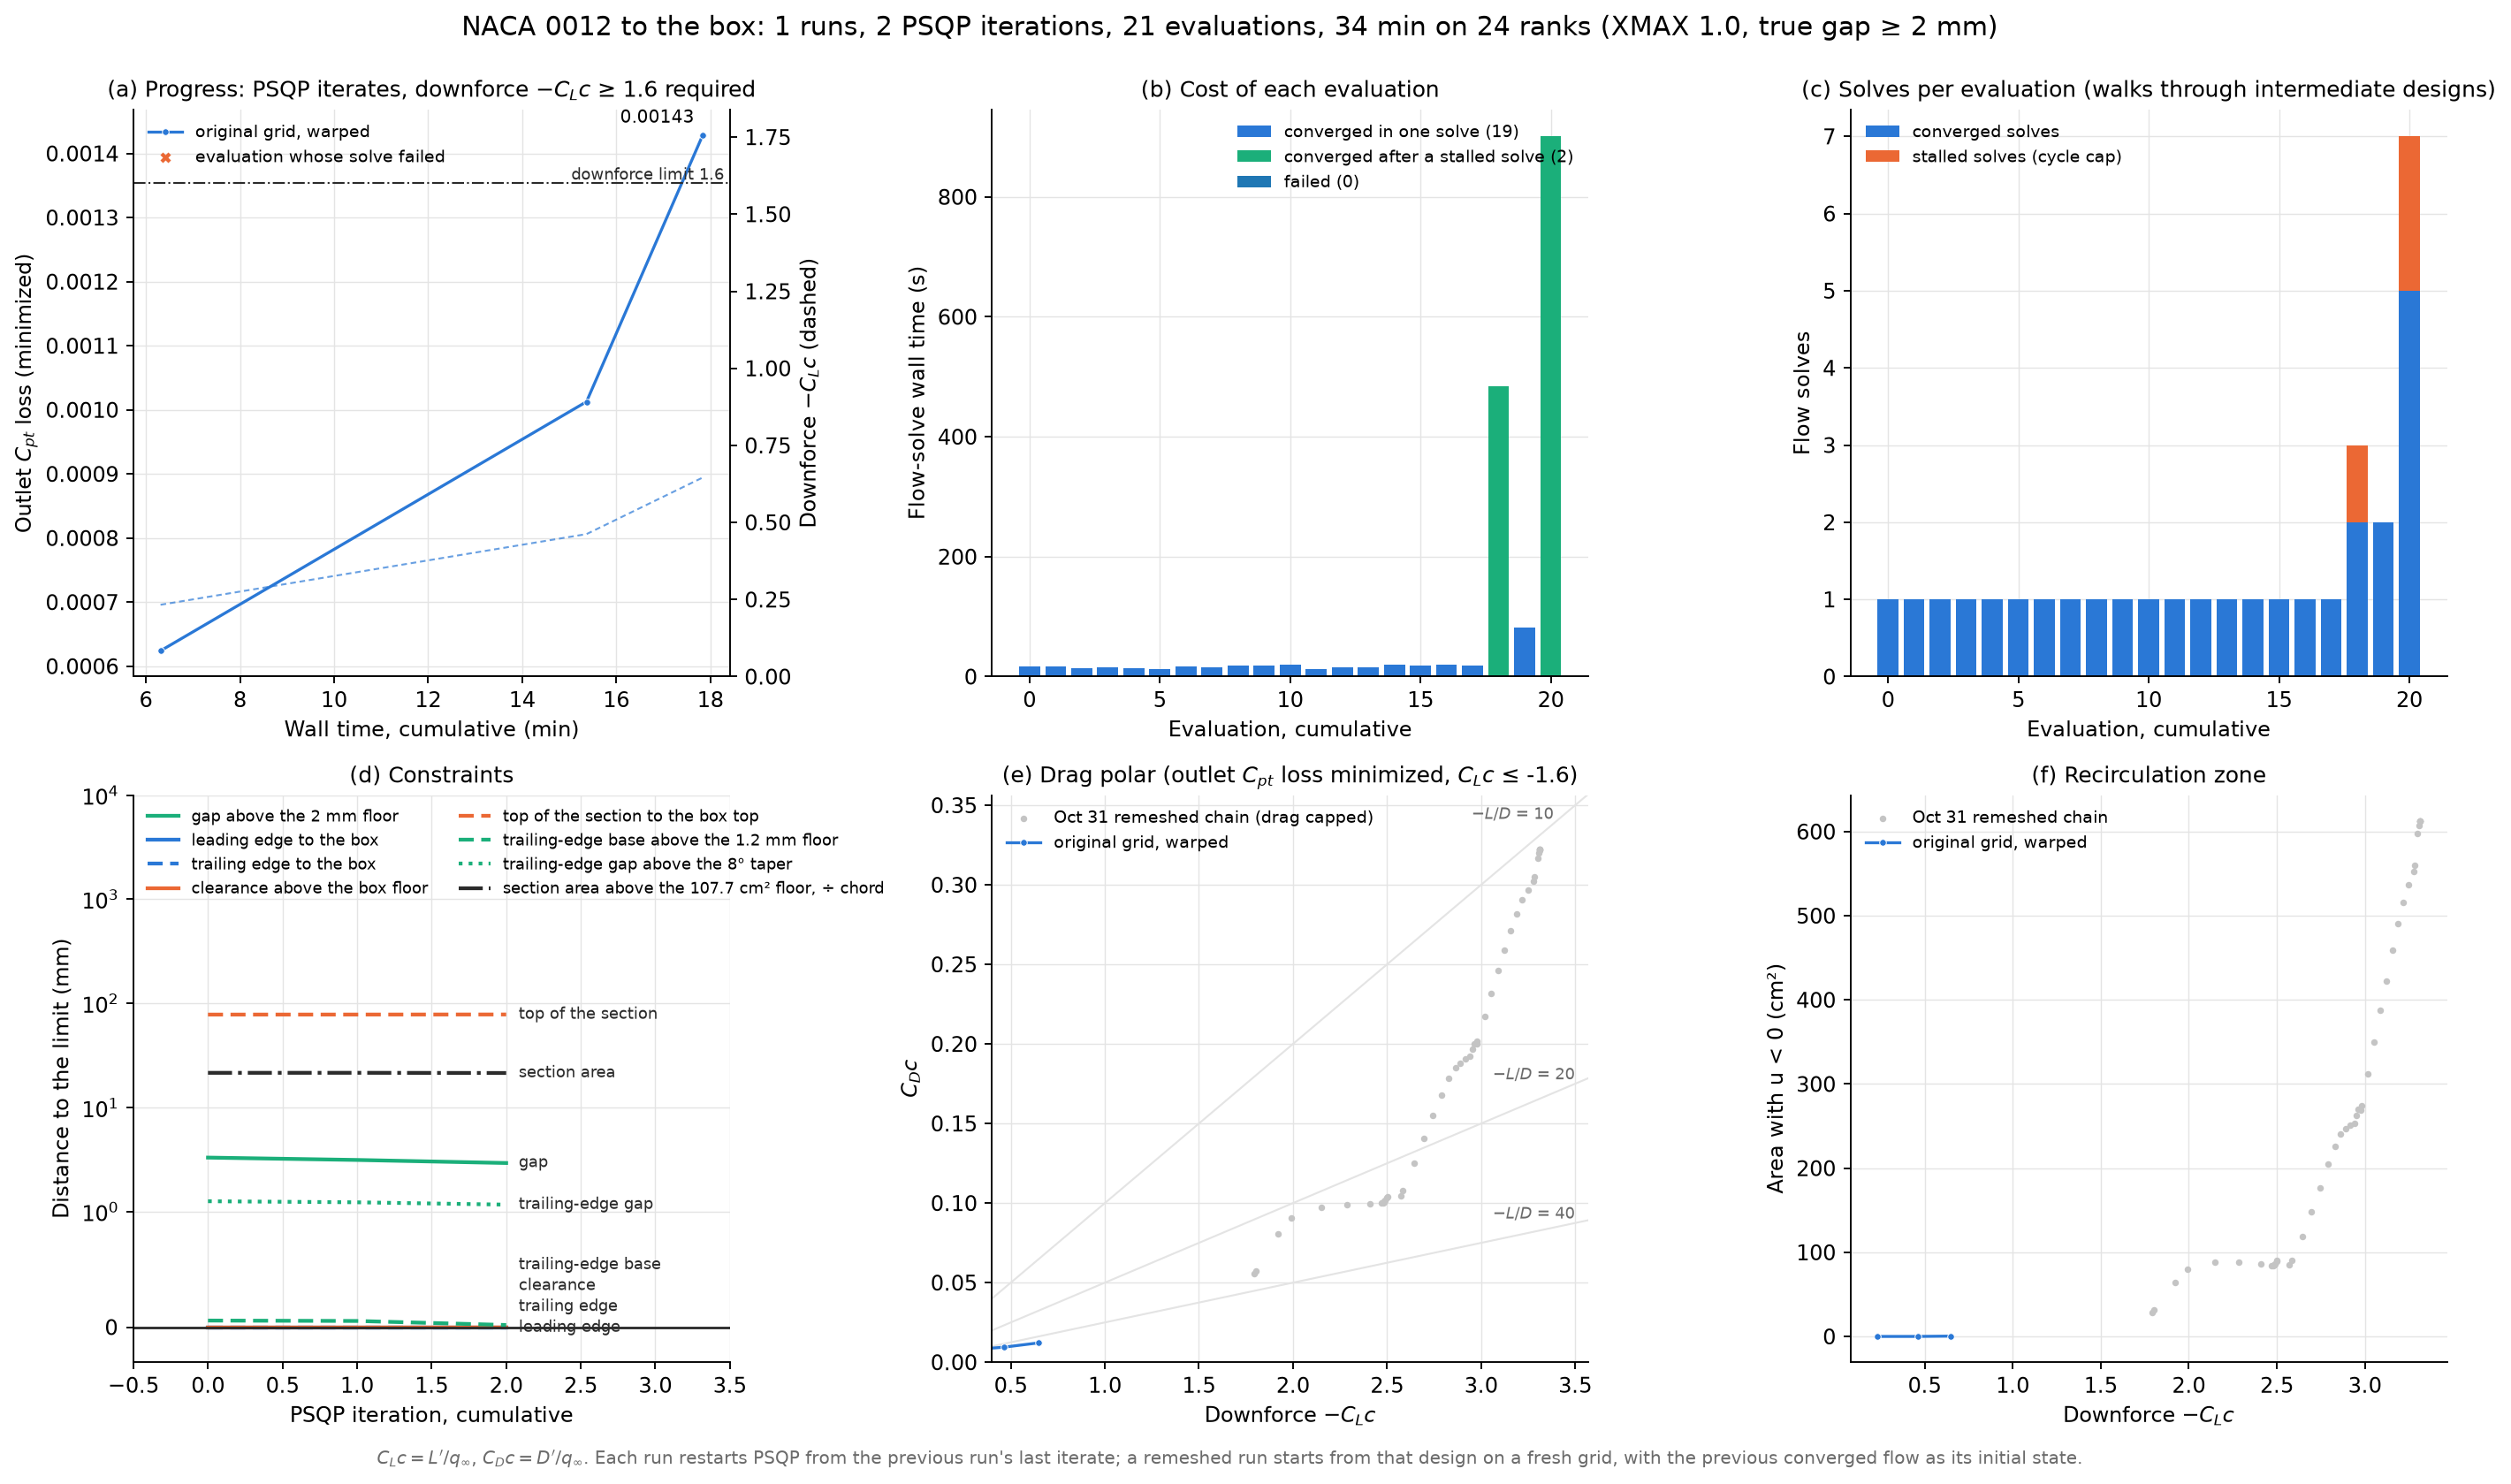 NACA 0012 to the box: 1 runs, 2 PSQP iterations, 21 evaluations, 34 min on 24 ranks (XMAX 1.0, true gap ≥ 2 mm)
(a) Progress: PSQP iterates, downforce −C_Lc ≥ 1.6 required
0.00143
original grid, warped
evaluation whose solve failed
downforce limit 1.6
0.0014
0.0013
0.0012
0.0011
0.0010
0.0009
0.0008
0.0007
0.0006
Outlet C_pt loss (minimized)
1.75
1.50
1.25
1.00
0.75
0.50
0.25
0.00
Downforce −C_Lc (dashed)
6 8 10 12 14 16 18
Wall time, cumulative (min)
(b) Cost of each evaluation
converged in one solve (19)
converged after a stalled solve (2)
failed (0)
800
600
400
200
0
Flow-solve wall time (s)
0 5 10 15 20
Evaluation, cumulative
(c) Solves per evaluation (walks through intermediate designs)
converged solves
stalled solves (cycle cap)
7
6
5
4
3
2
1
0
Flow solves
0 5 10 15 20
Evaluation, cumulative
(d) Constraints
gap above the 2 mm floor
leading edge to the box
trailing edge to the box
clearance above the box floor
top of the section to the box top
trailing-edge base above the 1.2 mm floor
trailing-edge gap above the 8° taper
section area above the 107.7 cm² floor, ÷ chord
10⁴
10³
10²
10¹
10⁰
0
Distance to the limit (mm)
top of the section
section area
gap
trailing-edge gap
trailing-edge base
clearance
trailing edge
leading edge
−0.5 0.0 0.5 1.0 1.5 2.0 2.5 3.0 3.5
PSQP iteration, cumulative
(e) Drag polar (outlet C_pt loss minimized, C_Lc ≤ -1.6)
Oct 31 remeshed chain (drag capped)
original grid, warped
−L/D = 10
−L/D = 20
−L/D = 40
0.35
0.30
0.25
0.20
0.15
0.10
0.05
0.00
C_Dc
0.5 1.0 1.5 2.0 2.5 3.0 3.5
Downforce −C_Lc
(f) Recirculation zone
Oct 31 remeshed chain
original grid, warped
600
500
400
300
200
100
0
Area with u < 0 (cm²)
0.5 1.0 1.5 2.0 2.5 3.0
Downforce −C_Lc
C_Lc = L′/q_∞, C_Dc = D′/q_∞. Each run restarts PSQP from the previous run's last iterate; a remeshed run starts from that design on a fresh grid, with the previous converged flow as its initial state.